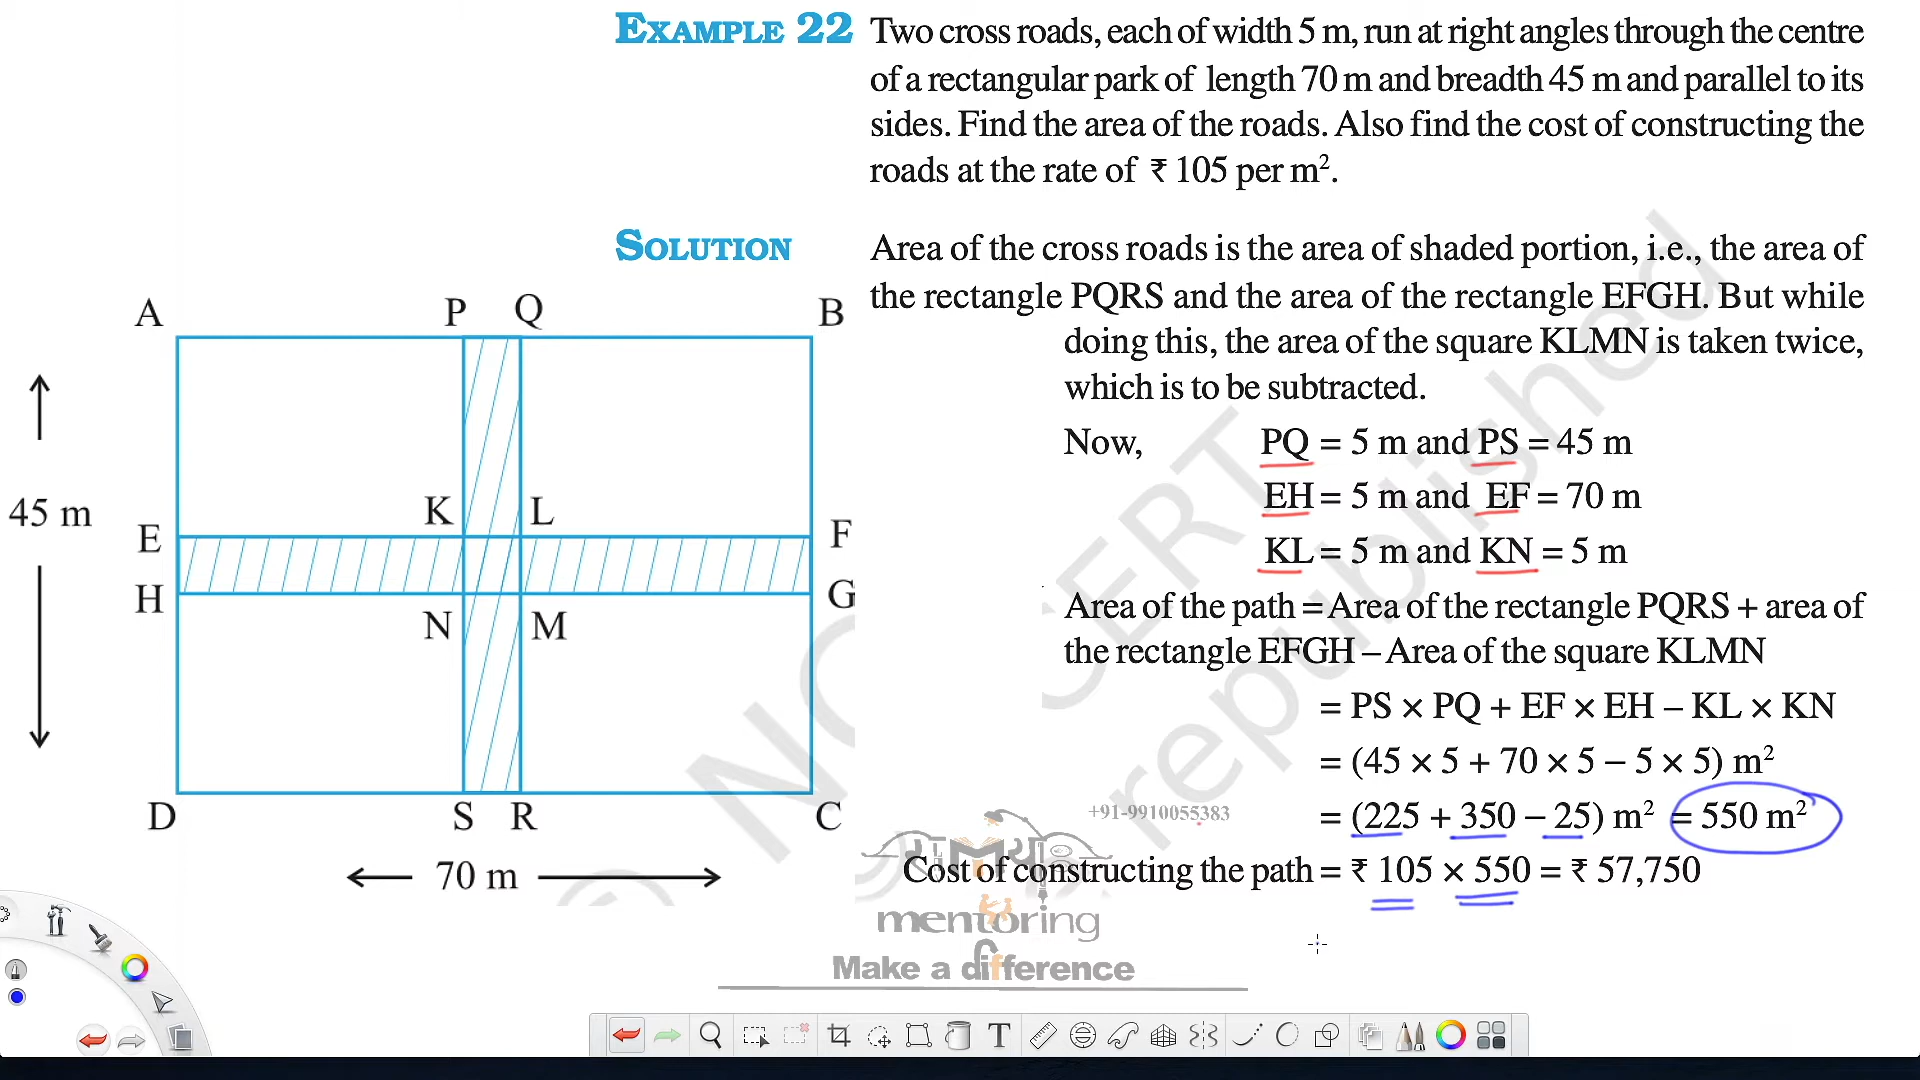 EXAMPLE 22 Two cross roads, each of width 5 m, run at right angles through the centre
of a rectangular park of length 70 m and breadth 45 m and parallel to its
sides. Find the area of the roads. Also find the cost of constructing the
roads at the rate of ₹ 105 per m².
SOLUTION Area of the cross roads is the area of shaded portion, i.e., the area of
the rectangle PQRS and the area of the rectangle EFGH. But while
doing this, the area of the square KLMN is taken twice,
which is to be subtracted.
Now, PQ = 5 m and PS = 45 m
EH = 5 m and EF = 70 m
KL = 5 m and KN = 5 m
Area of the path = Area of the rectangle PQRS + area of
the rectangle EFGH – Area of the square KLMN
= PS × PQ + EF × EH – KL × KN
= (45 × 5 + 70 × 5 – 5 × 5) m²
= (225 + 350 – 25) m² = 550 m²
Cost of constructing the path = ₹ 105 × 550 = ₹ 57,750
A P Q B
45 m
K L
E F
H G
N M
D S R C
70 m
+91-9910055383
mentoring
Make a difference
republished
T